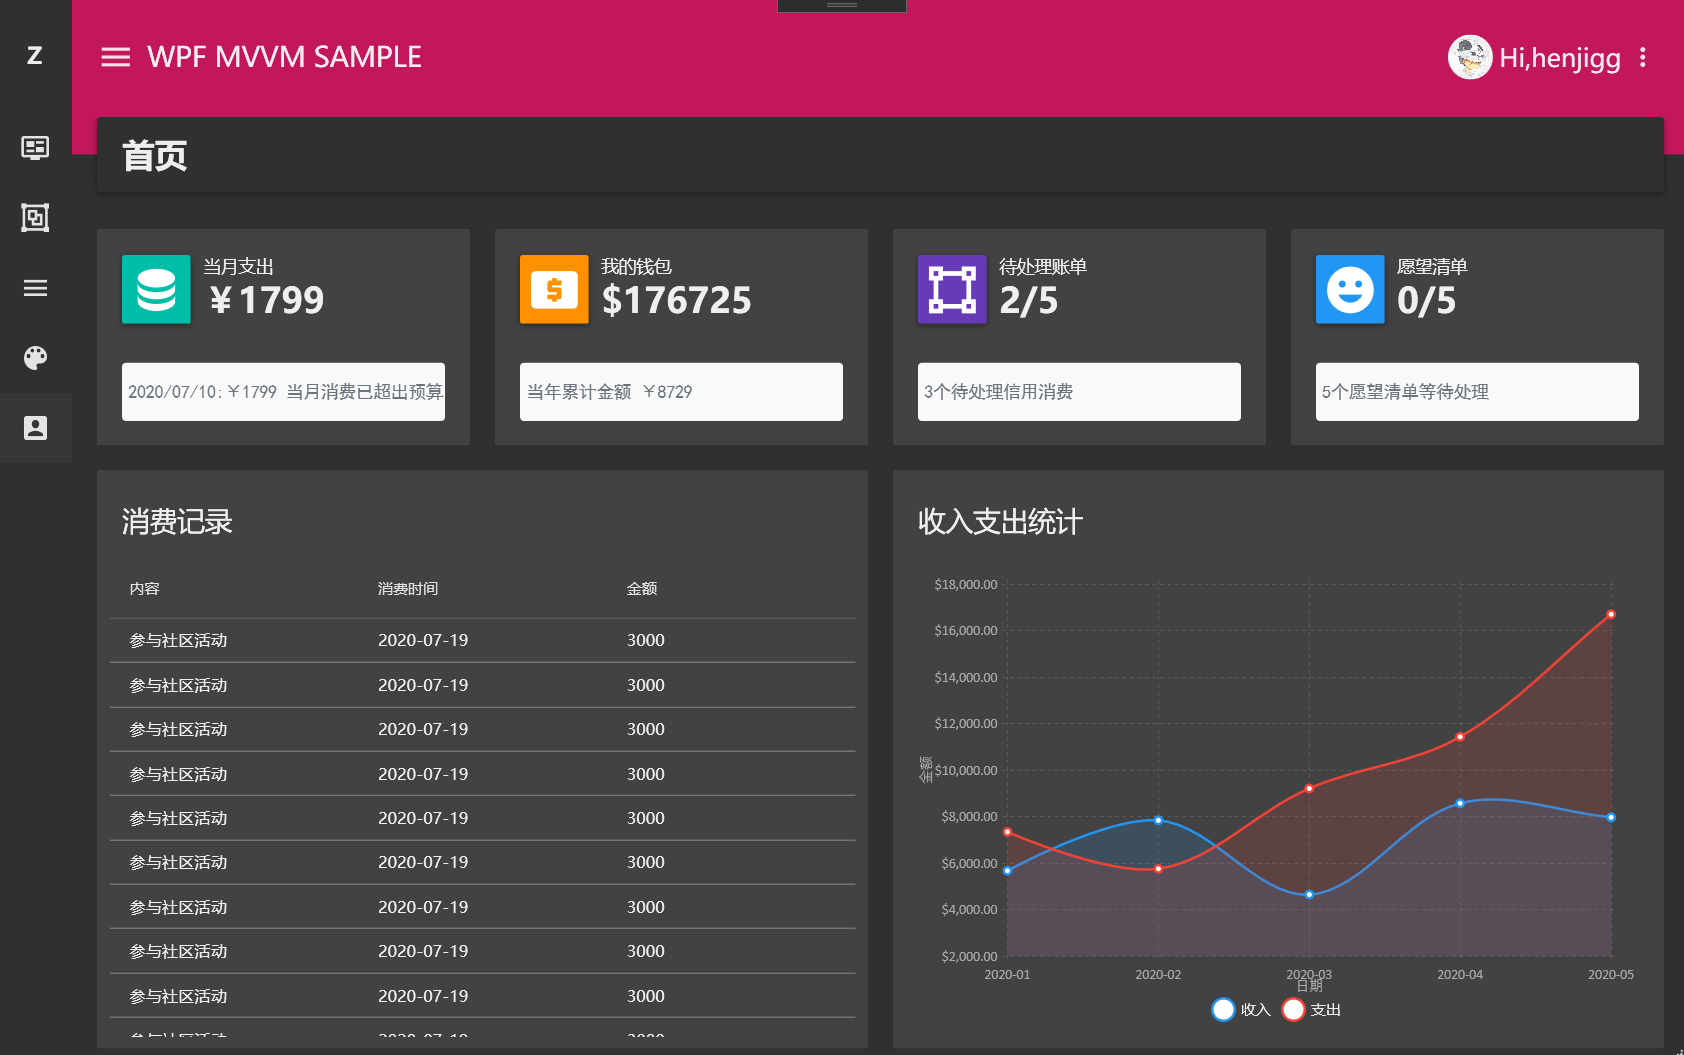 Z
WPF MVVM SAMPLE
Hi,henjigg
首页
当月支出
￥1799
我的钱包
$176725
待处理账单
2/5
愿望清单
0/5
2020/07/10:￥1799 当月消费已超出预算
当年累计金额 ￥8729
3个待处理信用消费
5个愿望清单等待处理
消费记录
内容 消费时间 金额
参与社区活动 2020-07-19 3000
参与社区活动 2020-07-19 3000
参与社区活动 2020-07-19 3000
参与社区活动 2020-07-19 3000
参与社区活动 2020-07-19 3000
参与社区活动 2020-07-19 3000
参与社区活动 2020-07-19 3000
参与社区活动 2020-07-19 3000
参与社区活动 2020-07-19 3000
收入支出统计
$18,000.00
$16,000.00
$14,000.00
$12,000.00
$10,000.00
$8,000.00
$6,000.00
$4,000.00
$2,000.00
金额
2020-01 2020-02 2020-03 2020-04 2020-05
日期
收入 支出